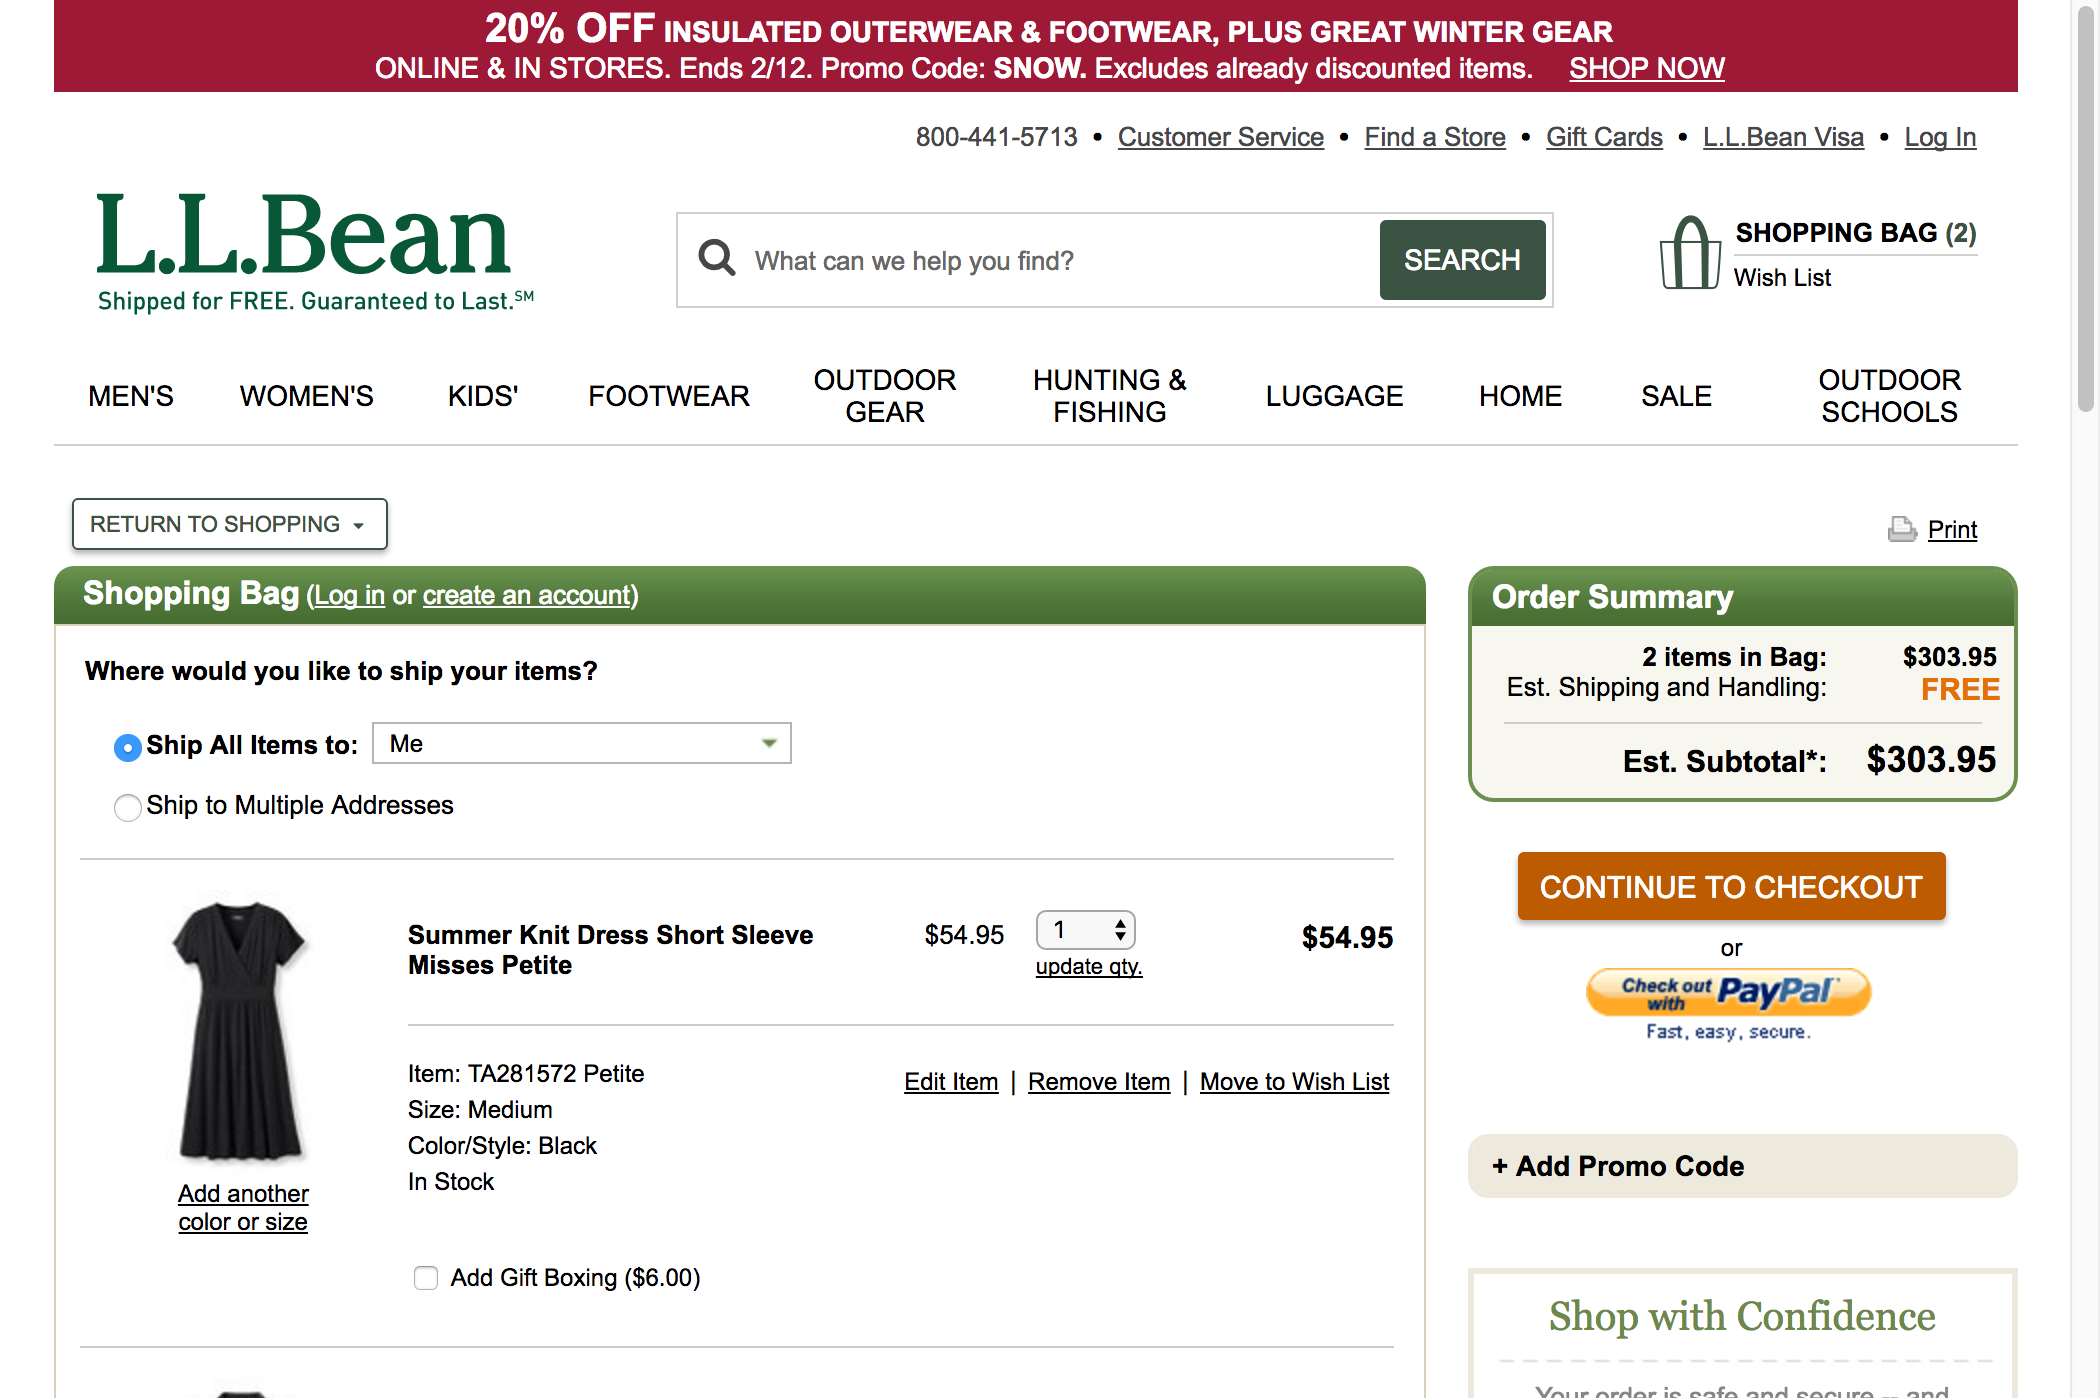 20% OFF INSULATED OUTERWEAR & FOOTWEAR, PLUS GREAT WINTER GEAR
ONLINE & IN STORES. Ends 2/12. Promo Code: SNOW. Excludes already discounted items. SHOP NOW
800-441-5713 • Customer Service • Find a Store • Gift Cards • L.L.Bean Visa • Log In
L.L.Bean
Shipped for FREE. Guaranteed to Last.SM
What can we help you find?
SEARCH
SHOPPING BAG (2)
Wish List
MEN'S
WOMEN'S
KIDS'
FOOTWEAR
OUTDOOR
GEAR
HUNTING &
FISHING
LUGGAGE
HOME
SALE
OUTDOOR
SCHOOLS
RETURN TO SHOPPING
Print
Shopping Bag (Log in or create an account)
Where would you like to ship your items?
Ship All Items to: Me
Ship to Multiple Addresses
Summer Knit Dress Short Sleeve
Misses Petite
$54.95
1
update qty.
$54.95
Item: TA281572 Petite
Size: Medium
Color/Style: Black
In Stock
Edit Item | Remove Item | Move to Wish List
Add another
color or size
Add Gift Boxing ($6.00)
Order Summary
2 items in Bag: $303.95
Est. Shipping and Handling: FREE
Est. Subtotal*: $303.95
CONTINUE TO CHECKOUT
or
Check out
with PayPal
Fast, easy, secure.
+ Add Promo Code
Shop with Confidence
Your order is safe and secure -- and